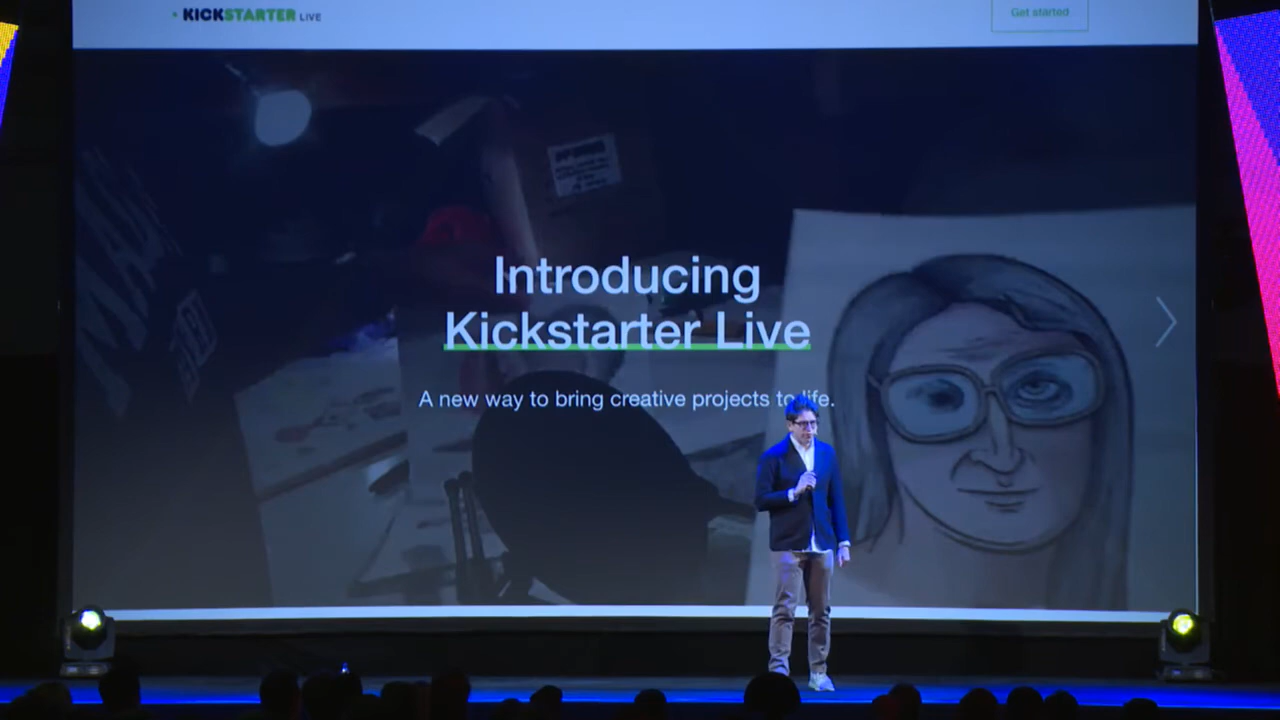 KICKSTARTER LIVE
Get started
Introducing
Kickstarter Live
A new way to bring creative projects to life.